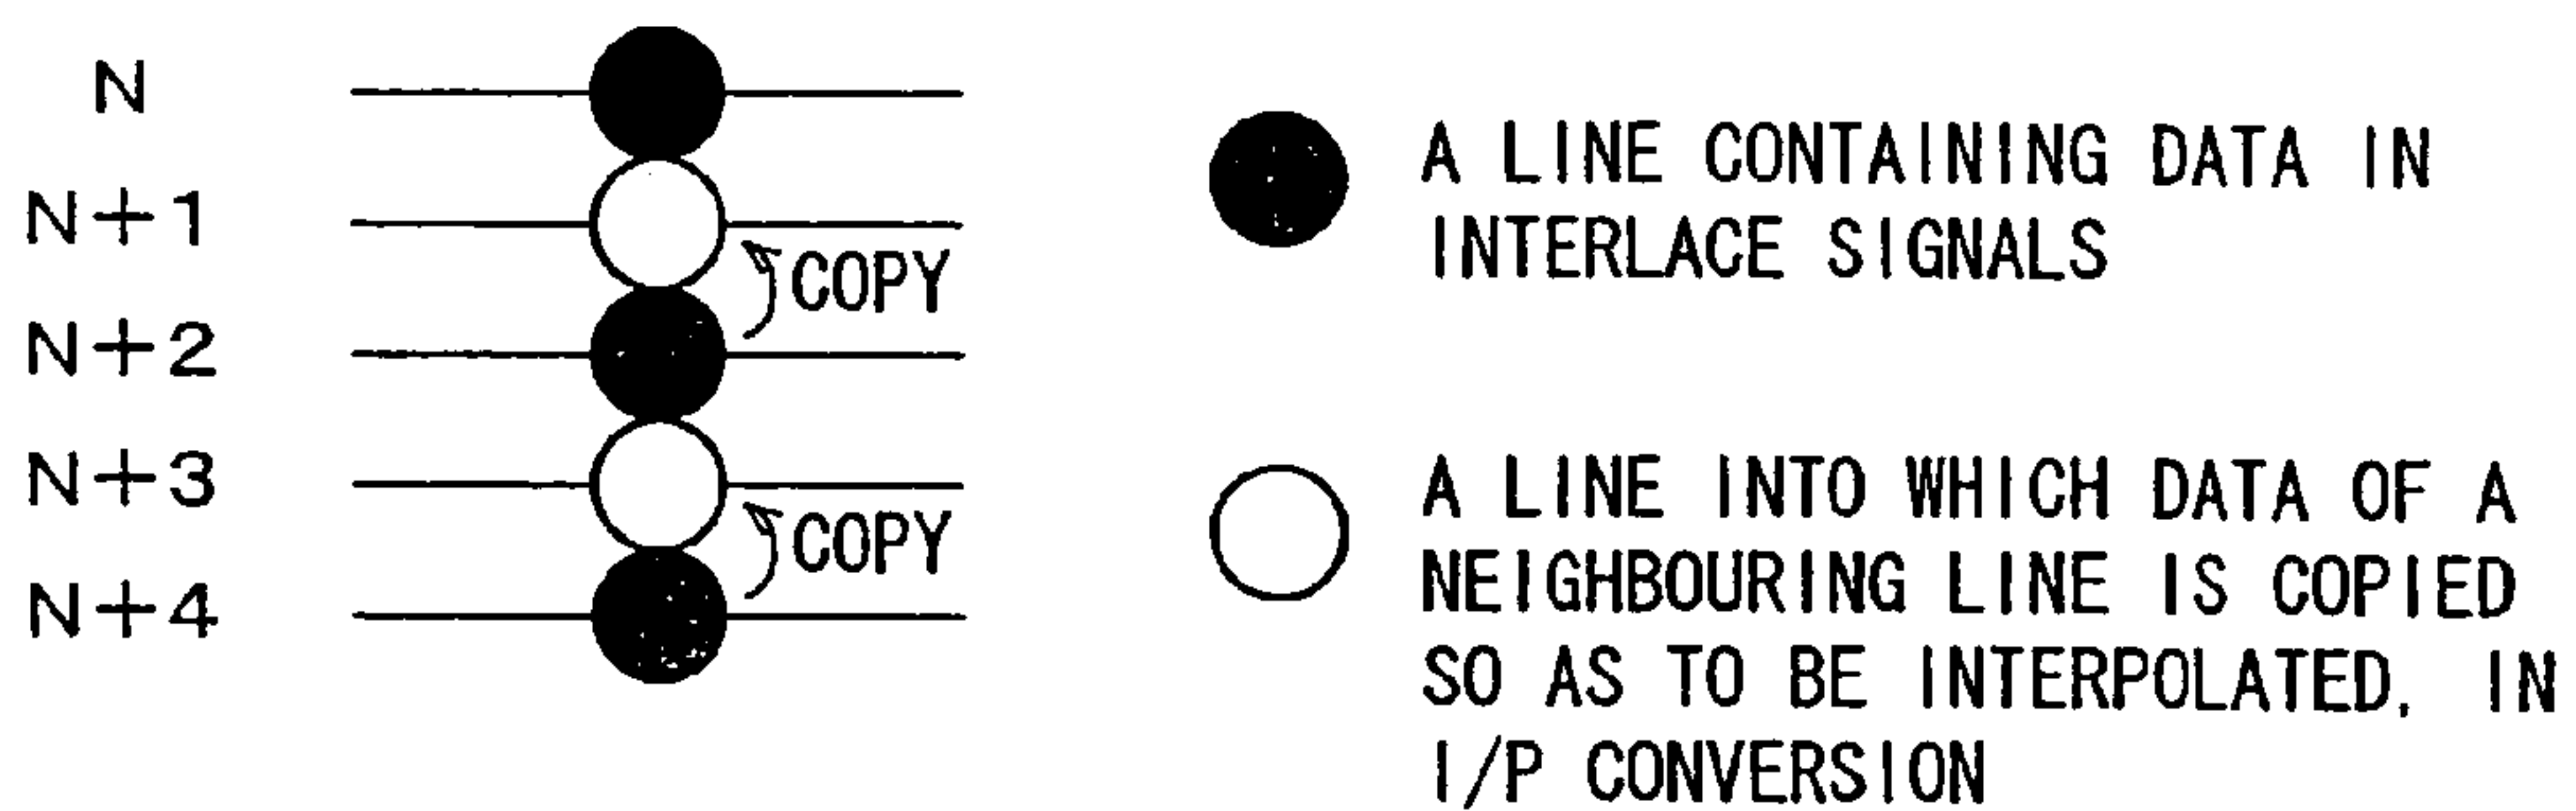 N
N+1
COPY
N+2
N+3
COPY
N+4
A LINE CONTAINING DATA IN
INTERLACE SIGNALS
A LINE INTO WHICH DATA OF A
NEIGHBOURING LINE IS COPIED
SO AS TO BE INTERPOLATED, IN
I/P CONVERSION